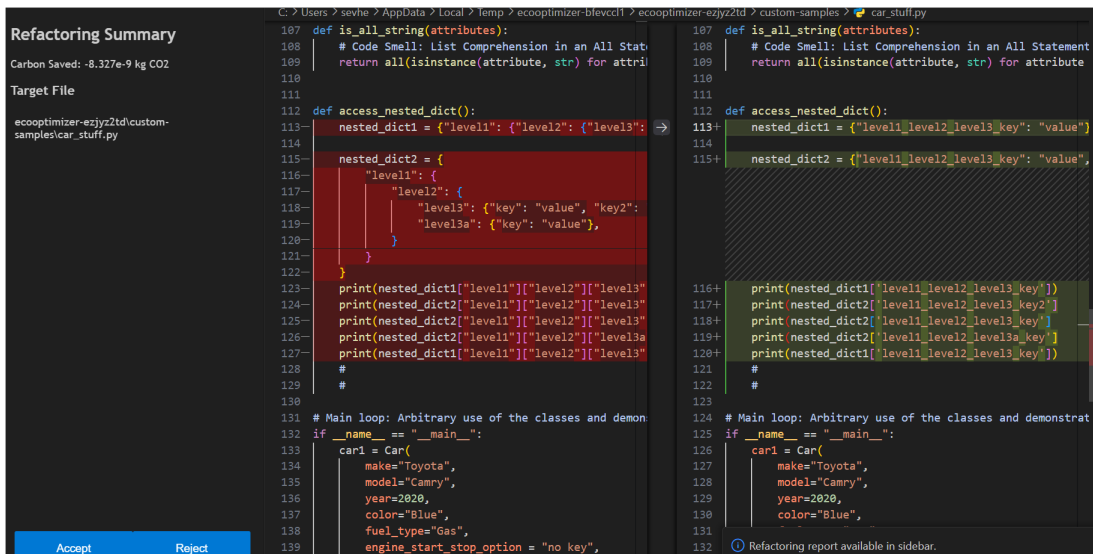 C: > Users > sevhe > AppData > Local > Temp > ecooptimizer-bfevccl1 > ecooptimizer-ezjyz2td > custom-samples > car_stuff.py
Refactoring Summary
Carbon Saved: -8.327e-9 kg CO2
Target File
ecooptimizer-ezjyz2td\custom-
samples\car_stuff.py
Accept
Reject
107 def is_all_string(attributes):
108 # Code Smell: List Comprehension in an All State
109 return all(isinstance(attribute, str) for attri
110
111
112 def access_nested_dict():
113- nested_dict1 = {"level1": {"level2": {"level3":
114
115- nested_dict2 = {
116- "level1": {
117- "level2": {
118- "level3": {"key": "value", "key2":
119- "level3a": {"key": "value"},
120- }
121- }
122- }
123- print(nested_dict1["level1"]["level2"]["level3"
124- print(nested_dict2["level1"]["level2"]["level3"
125- print(nested_dict2["level1"]["level2"]["level3"
126- print(nested_dict2["level1"]["level2"]["level3a
127- print(nested_dict1["level1"]["level2"]["level3"
128 #
129 #
130
131 # Main loop: Arbitrary use of the classes and demon
132 if __name__ == "__main__":
133 car1 = Car(
134 make="Toyota",
135 model="Camry",
136 year=2020,
137 color="Blue",
138 fuel_type="Gas",
139 engine_start_stop_option = "no key",
107 def is_all_string(attributes):
108 # Code Smell: List Comprehension in an All Statement
109 return all(isinstance(attribute, str) for attribute
110
111
112 def access_nested_dict():
113+ nested_dict1 = {"level1_level2_level3_key": "value"}
114
115+ nested_dict2 = {"level1_level2_level3_key": "value",
116+ print(nested_dict1['level1_level2_level3_key'])
117+ print(nested_dict2['level1_level2_level3_key2']
118+ print(nested_dict2['level1_level2_level3_key']
119+ print(nested_dict2['level1_level2_level3a_key']
120+ print(nested_dict1['level1_level2_level3_key'])
121 #
122 #
123
124 # Main loop: Arbitrary use of the classes and demonstrat
125 if __name__ == "__main__":
126 car1 = Car(
127 make="Toyota",
128 model="Camry",
129 year=2020,
130 color="Blue",
131
132
Refactoring report available in sidebar.